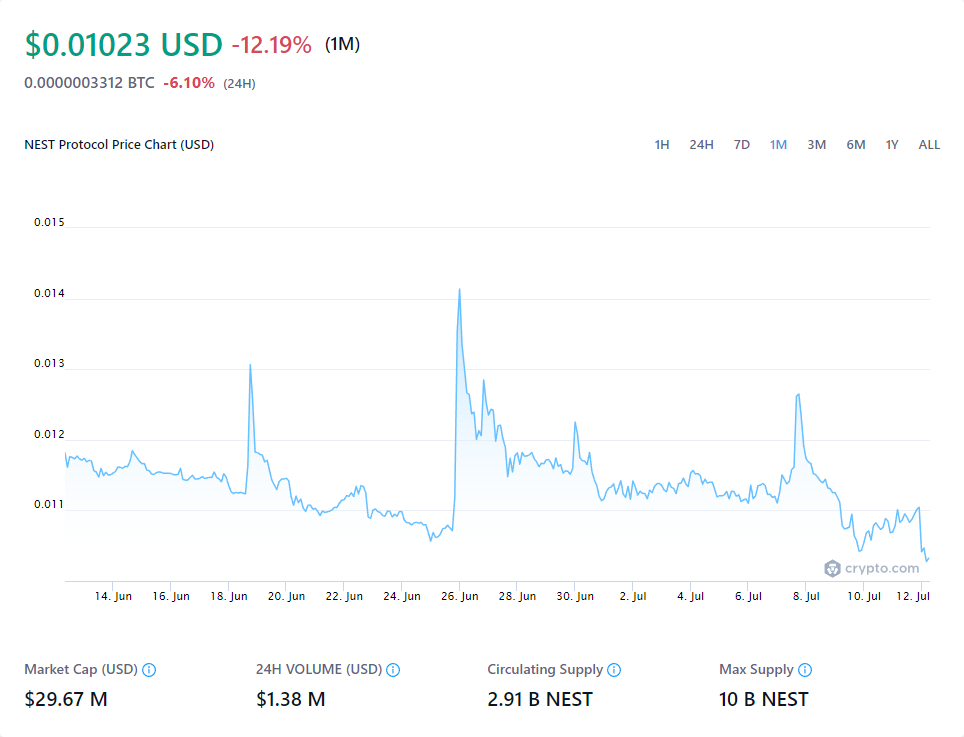 $0.01023 USD -12.19% (1M)
0.0000003312 BTC -6.10% (24H)
NEST Protocol Price Chart (USD) 1H 24H 7D 1M 3M 6M 1Y ALL
0.015
0.014
0.013
0.012
0.011
crypto.com
14. Jun 16. Jun 18. Jun 20. Jun 22. Jun 24. Jun 26. Jun 28. Jun 30. Jun 2. Jul 4. Jul 6. Jul 8. Jul 10. Jul 12. Jul
Market Cap (USD) 24H VOLUME (USD) Circulating Supply Max Supply
$29.67 M $1.38 M 2.91 B NEST 10 B NEST